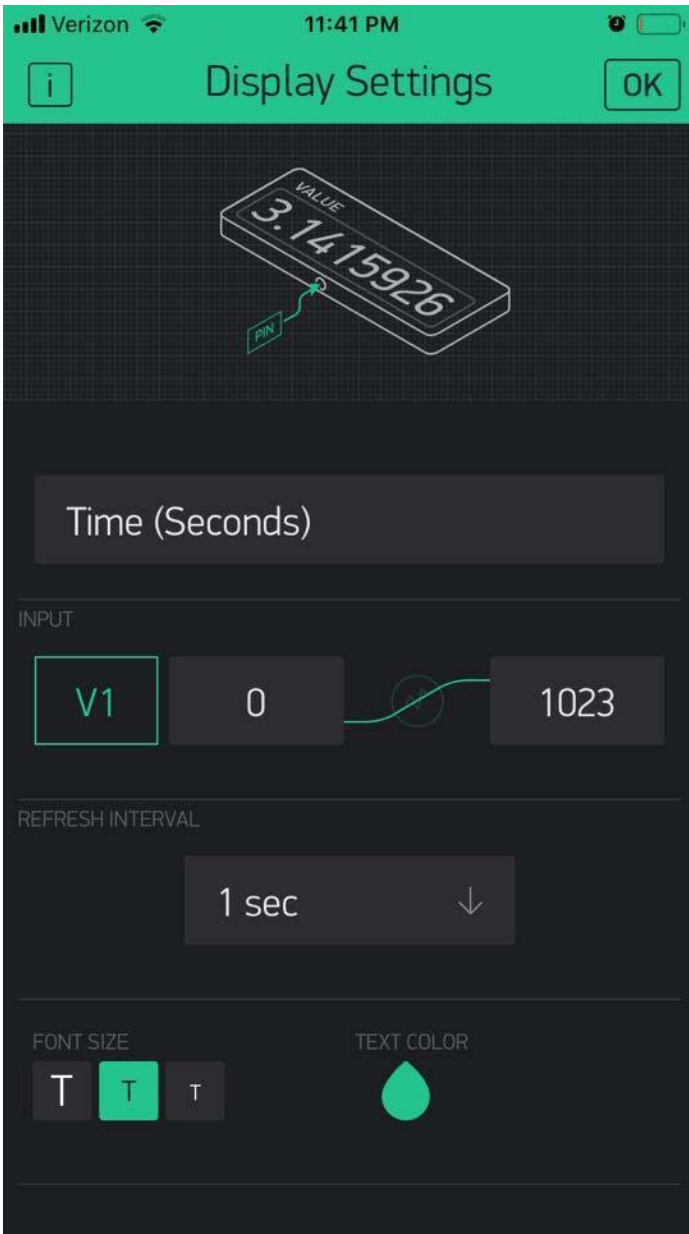 Verizon 11:41 PM
i Display Settings OK
VALUE
3.1415926
PIN
Time (Seconds)
INPUT
V1 0 1023
REFRESH INTERVAL
1 sec
FONT SIZE TEXT COLOR
T T T